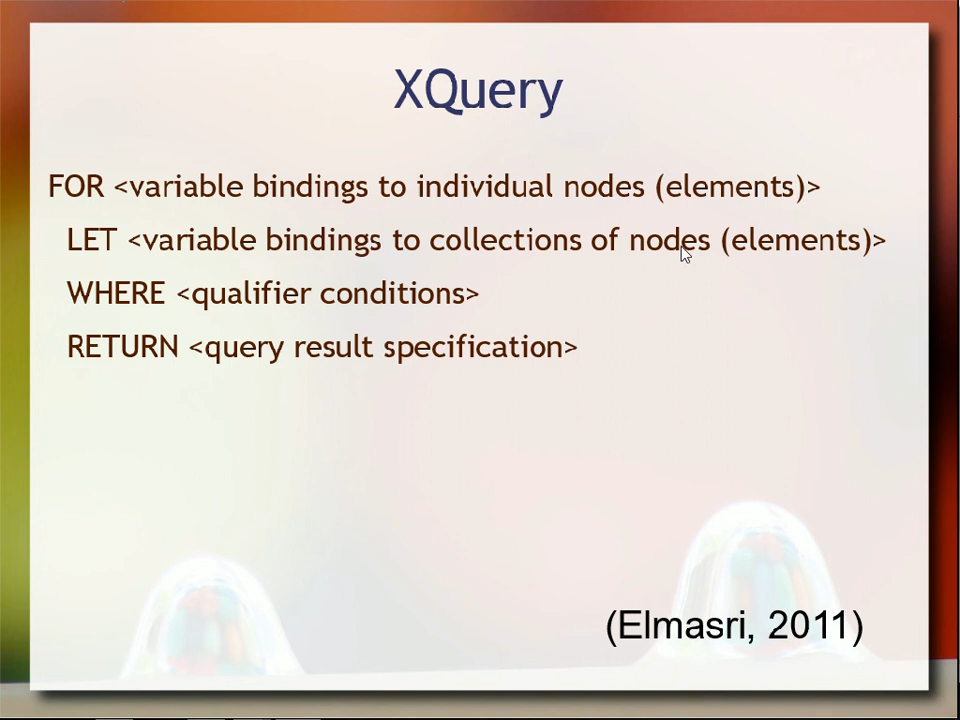 XQuery
FOR <variable bindings to individual nodes (elements)>
LET <variable bindings to collections of nodes (elements)>
WHERE <qualifier conditions>
RETURN <query result specification>
(Elmasri, 2011)